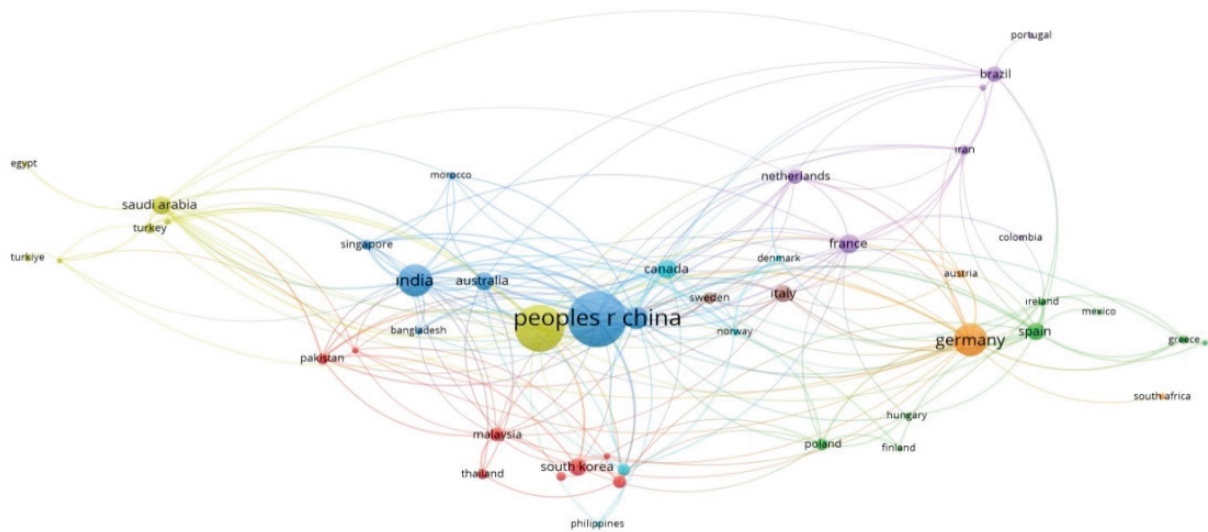 portugal
brazil
iran
egypt
morocco
netherlands
saudi arabia
turkey
singapore
france
colombia
turkiye
canada
denmark
india
australia
austria
sweden
italy
ireland
mexico
peoples r china
bangladesh
norway
spain
germany
greece
pakistan
south africa
hungary
malaysia
poland
finland
thailand
south korea
philippines